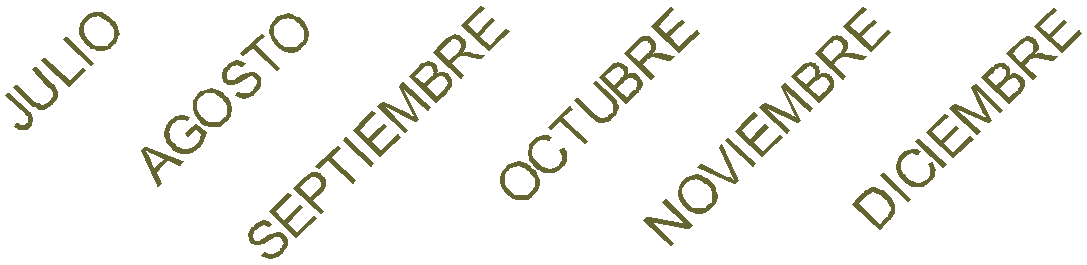 JULIO
AGOSTO
SEPTIEMBRE
OCTUBRE
NOVIEMBRE
DICIEMBRE